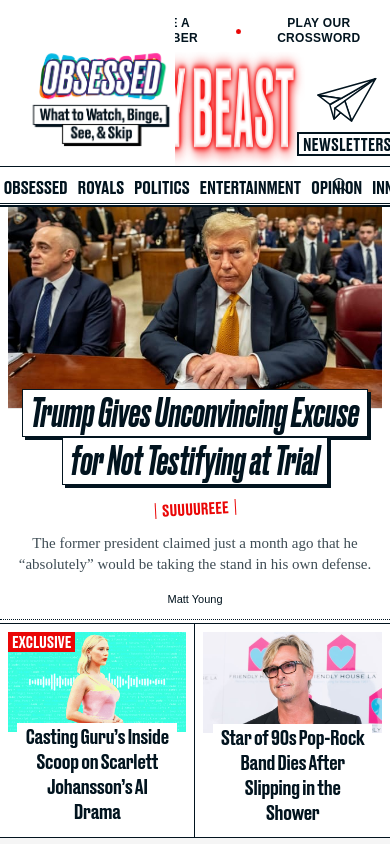 E A
BER
PLAY OUR
CROSSWORD
OBSESSED
What to Watch, Binge,
See, & Skip
Y BEAST
NEWSLETTERS
OBSESSED ROYALS POLITICS ENTERTAINMENT OPINION INN
Trump Gives Unconvincing Excuse
for Not Testifying at Trial
SUUUUREEE
The former president claimed just a month ago that he
“absolutely” would be taking the stand in his own defense.
Matt Young
EXCLUSIVE
Casting Guru’s Inside
Scoop on Scarlett
Johansson’s AI
Drama
FRIENDLY HOUSE LA
Star of 90s Pop-Rock
Band Dies After
Slipping in the
Shower